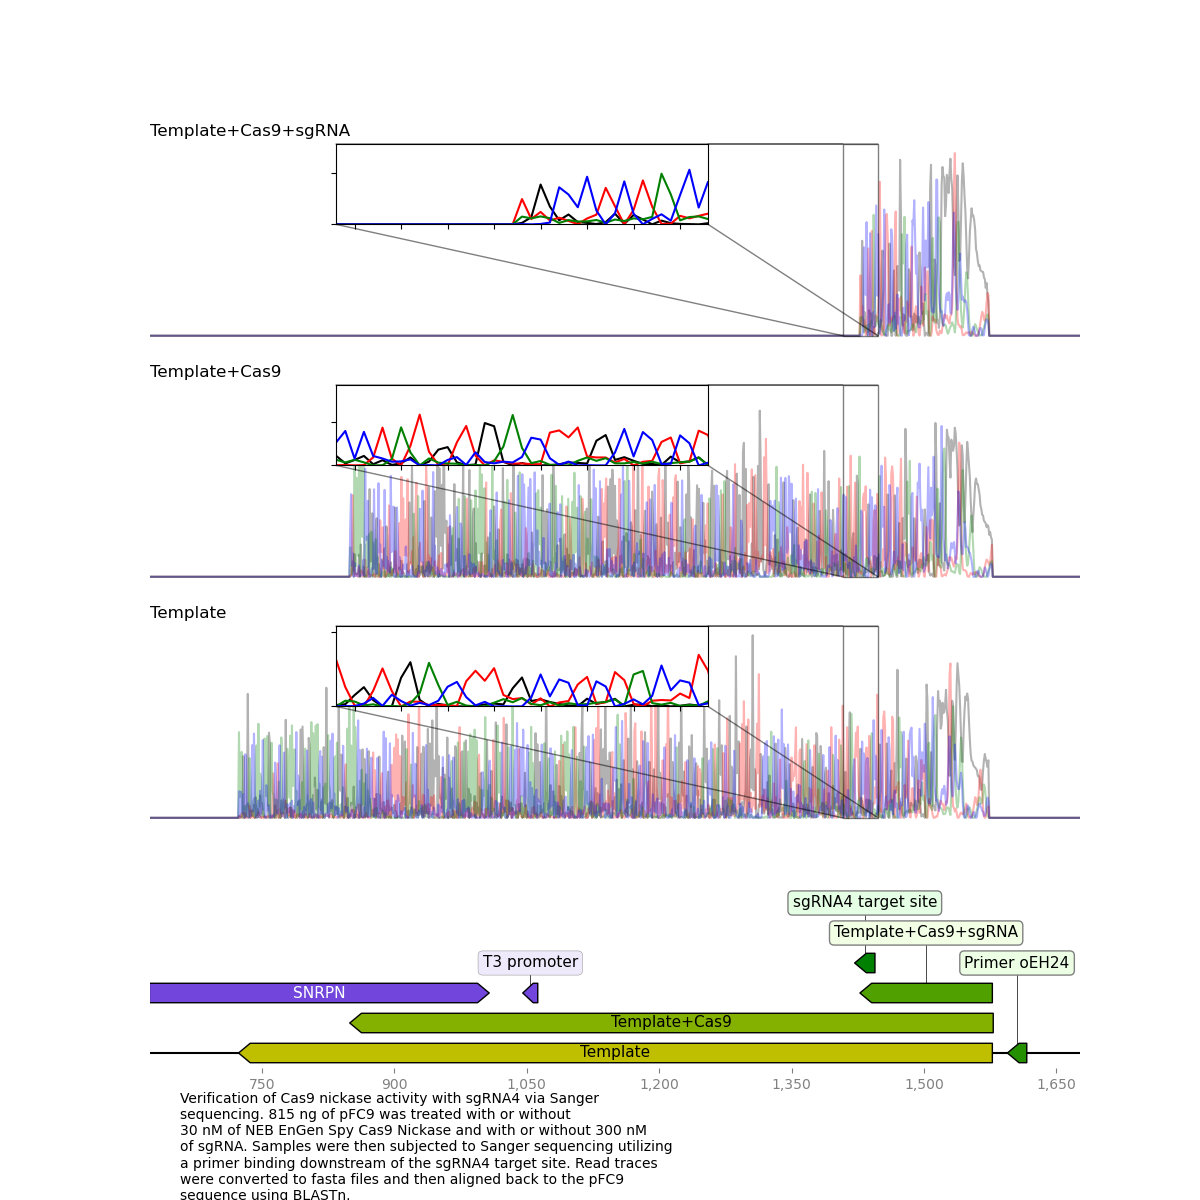 Template+Cas9+sgRNA
Template+Cas9
Template
sgRNA4 target site
Template+Cas9+sgRNA
T3 promoter
Primer oEH24
SNRPN
Template+Cas9
Template
750 900 1,050 1,200 1,350 1,500 1,650
Verification of Cas9 nickase activity with sgRNA4 via Sanger
sequencing. 815 ng of pFC9 was treated with or without
30 nM of NEB EnGen Spy Cas9 Nickase and with or without 300 nM
of sgRNA. Samples were then subjected to Sanger sequencing utilizing
a primer binding downstream of the sgRNA4 target site. Read traces
were converted to fasta files and then aligned back to the pFC9
sequence using BLASTn.